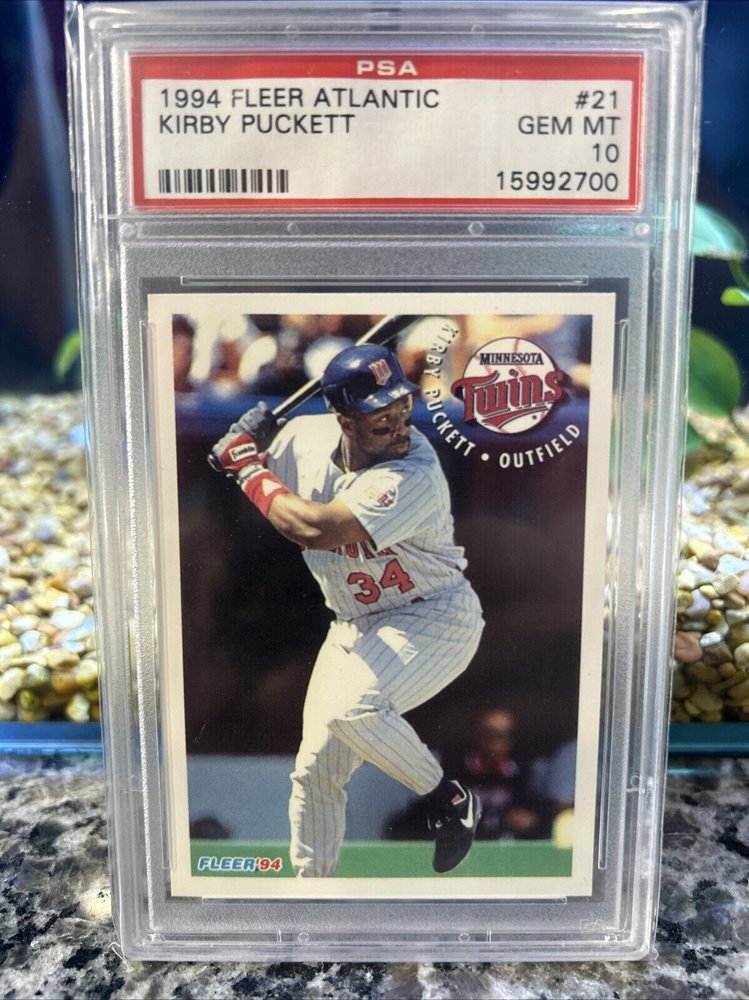 PSA
1994 FLEER ATLANTIC #21
KIRBY PUCKETT GEM MT
10
15992700
MINNESOTA
Twins
KIRBY PUCKETT • OUTFIELD
Franklin
34
FLEER'94